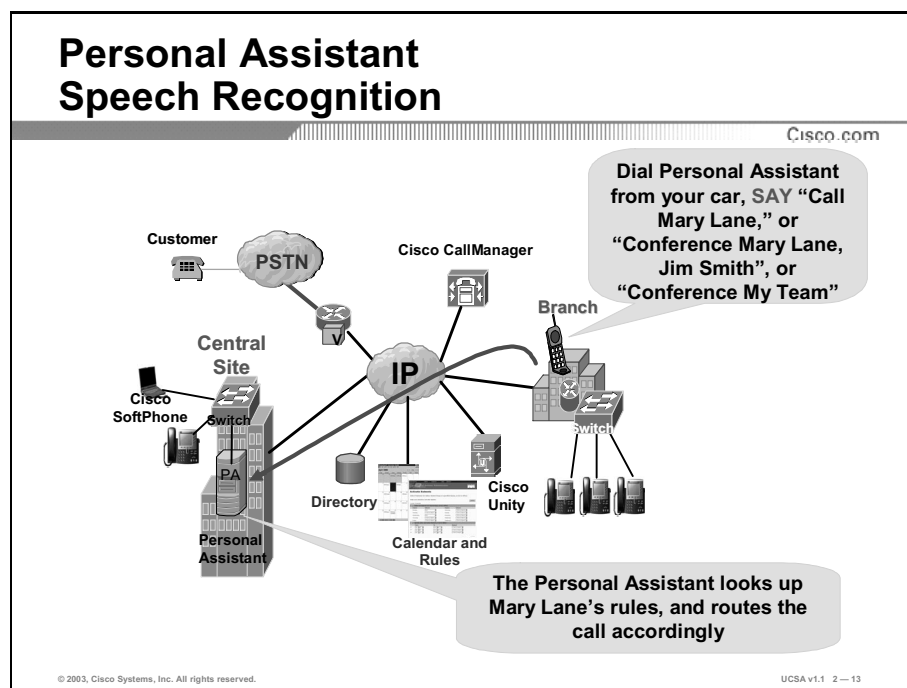 Personal Assistant
Speech Recognition
Cisco.com
Dial Personal Assistant
from your car, SAY “Call
Mary Lane,” or
“Conference Mary Lane,
Jim Smith”, or
“Conference My Team”
Customer
PSTN
Cisco CallManager
Branch
V
Central
Site
IP
Cisco
SoftPhone
Switch
Switch
PA
Directory
Cisco
Unity
U
Calendar and
Rules
Personal
Assistant
The Personal Assistant looks up
Mary Lane’s rules, and routes the
call accordingly
© 2003, Cisco Systems, Inc. All rights reserved.
UCSA v1.1 2 — 13